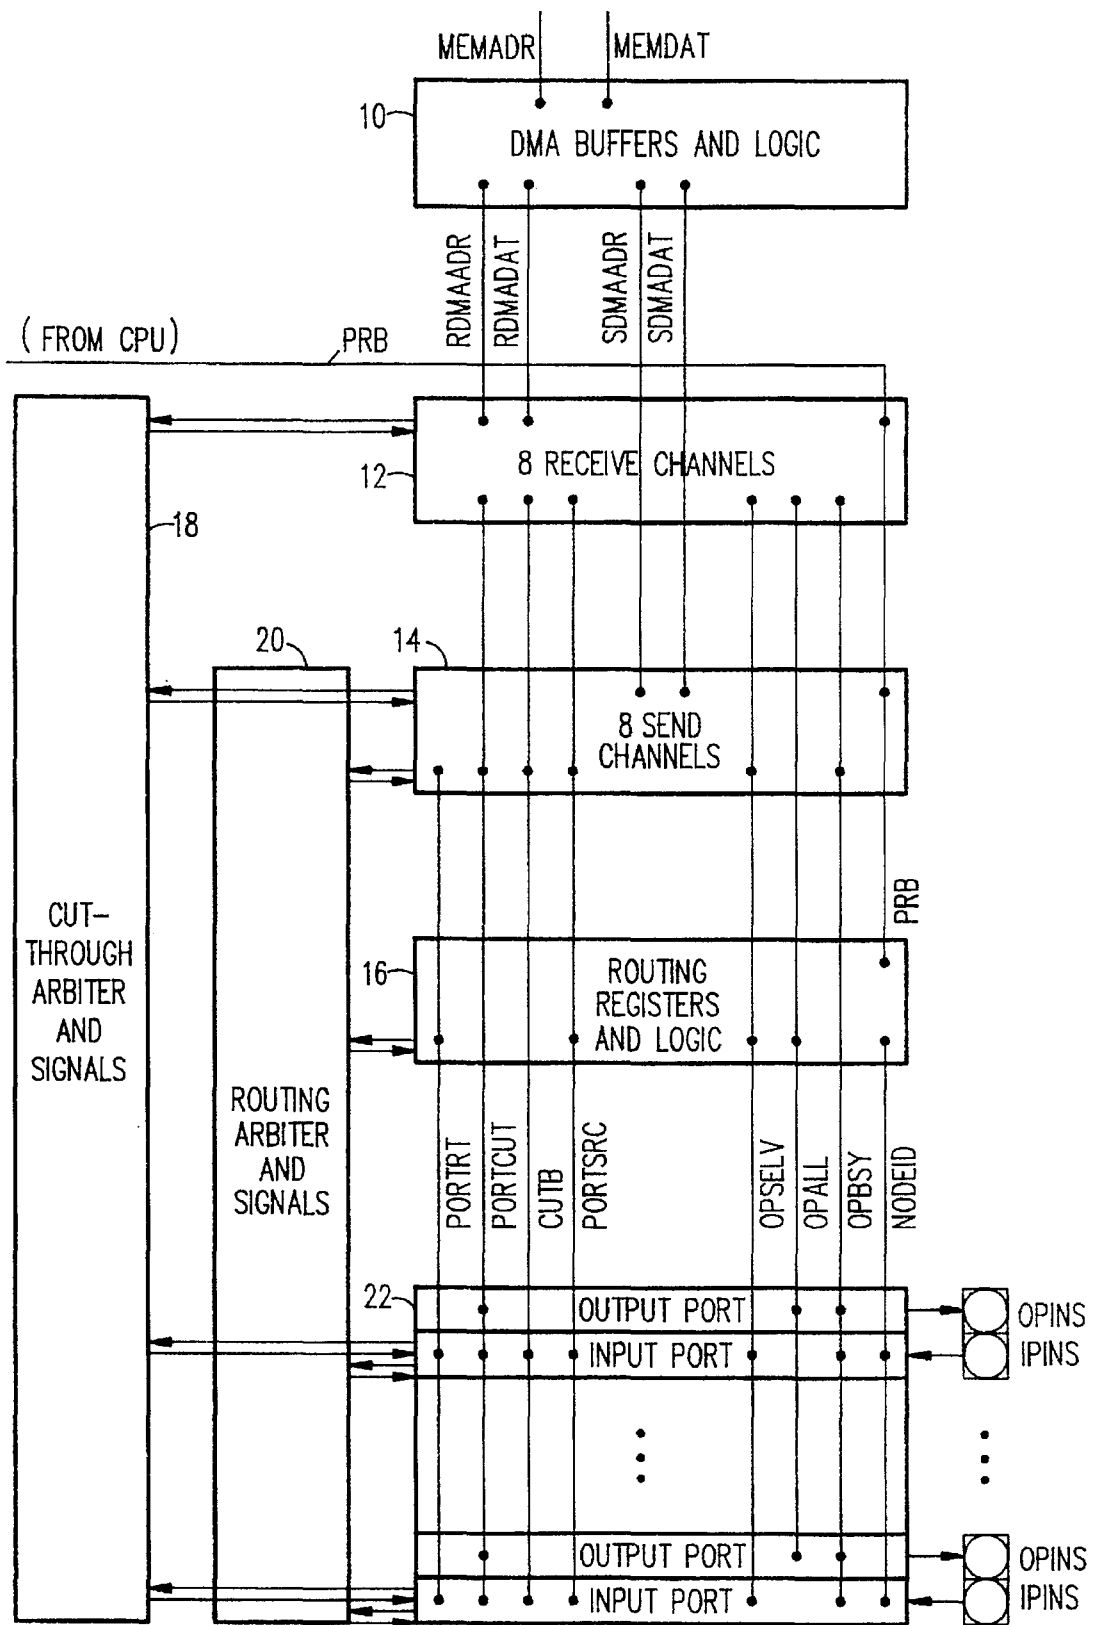 MEMADR MEMDAT
10
DMA BUFFERS AND LOGIC
RDMAADR
RDMADAT
SDMAADR
SDMADAT
(FROM CPU) PRB
12
8 RECEIVE CHANNELS
18
20
14
8 SEND
CHANNELS
PRB
16
ROUTING
REGISTERS
AND LOGIC
CUT-
THROUGH
ARBITER
AND
SIGNALS
ROUTING
ARBITER
AND
SIGNALS
PORTRT
PORTCUT
CUTB
PORTSRC
OPSELV
OPALL
OPBSY
NODEID
22
OUTPUT PORT
OPINS
INPUT PORT
IPINS
OUTPUT PORT
OPINS
INPUT PORT
IPINS